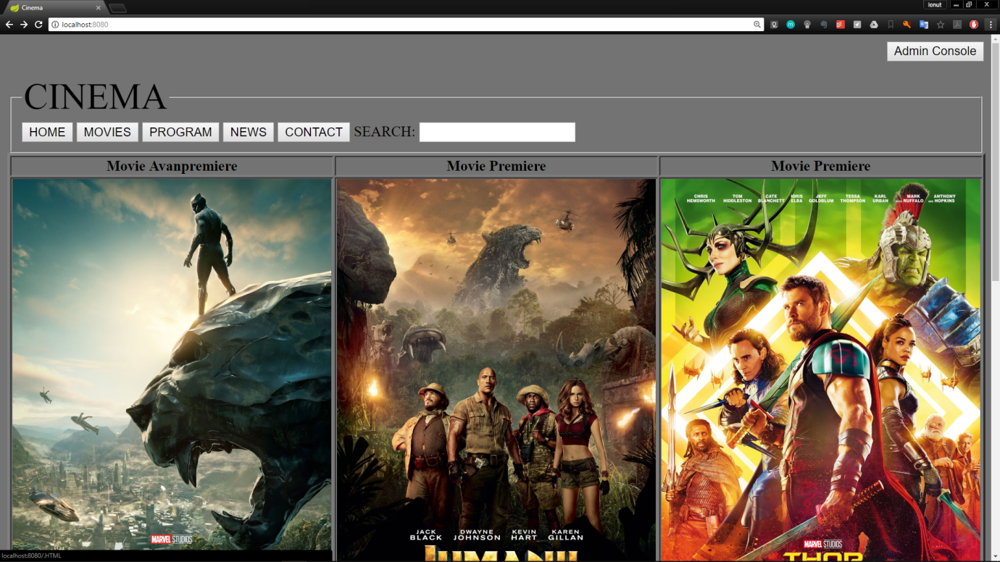 Cinema
Ionut
localhost:8080
Admin Console
CINEMA
HOME MOVIES PROGRAM NEWS CONTACT SEARCH:
Movie Avanpremiere Movie Premiere Movie Premiere
MARVEL STUDIOS
JACK BLACK DWAYNE JOHNSON KEVIN HART KAREN GILLAN
JUMANJI
CHRIS HEMSWORTH TOM HIDDLESTON CATE BLANCHETT IDRIS ELBA JEFF GOLDBLUM TESSA THOMPSON KARL URBAN WITH MARK RUFFALO AND ANTHONY HOPKINS
MARVEL STUDIOS
THOR
localhost:8080/.HTML